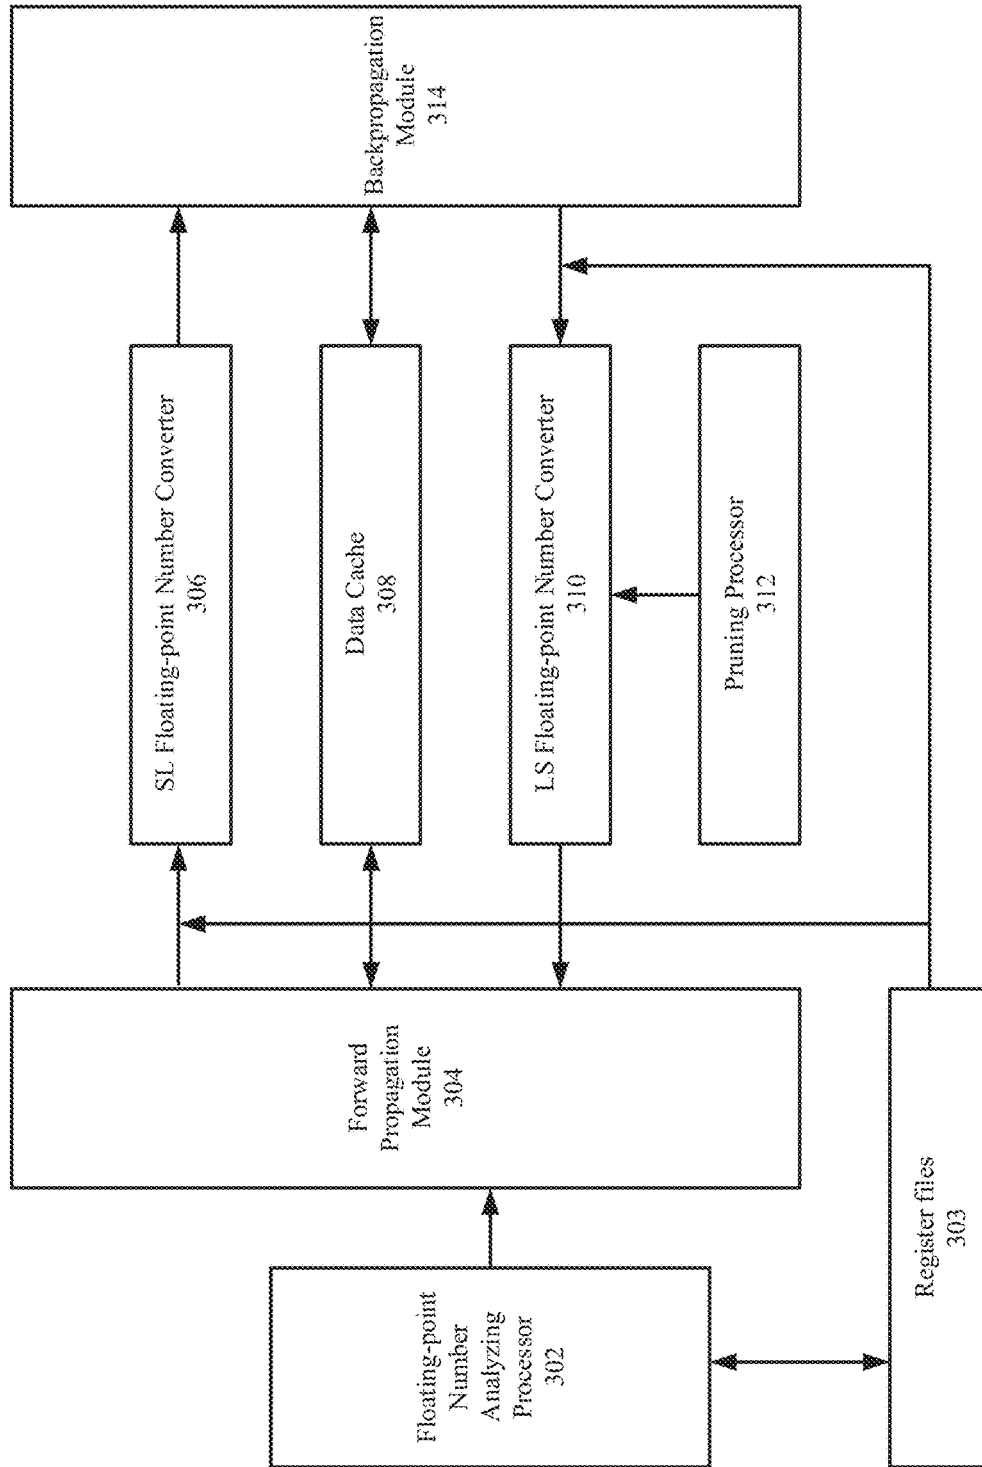 Floating-point
Number
Analyzing
Processor
302
Register files
303
Forward
Propagation
Module
304
SL Floating-point Number Converter
306
Data Cache
308
LS Floating-point Number Converter
310
Pruning Processor
312
Backpropagation
Module
314